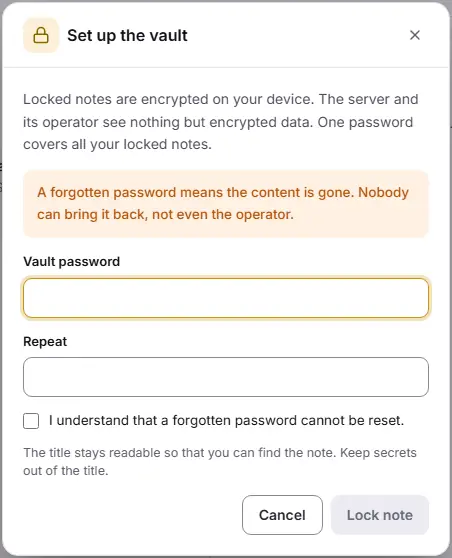 Set up the vault
Locked notes are encrypted on your device. The server and
its operator see nothing but encrypted data. One password
covers all your locked notes.
A forgotten password means the content is gone. Nobody
can bring it back, not even the operator.
Vault password
Repeat
I understand that a forgotten password cannot be reset.
The title stays readable so that you can find the note. Keep secrets
out of the title.
Cancel
Lock note